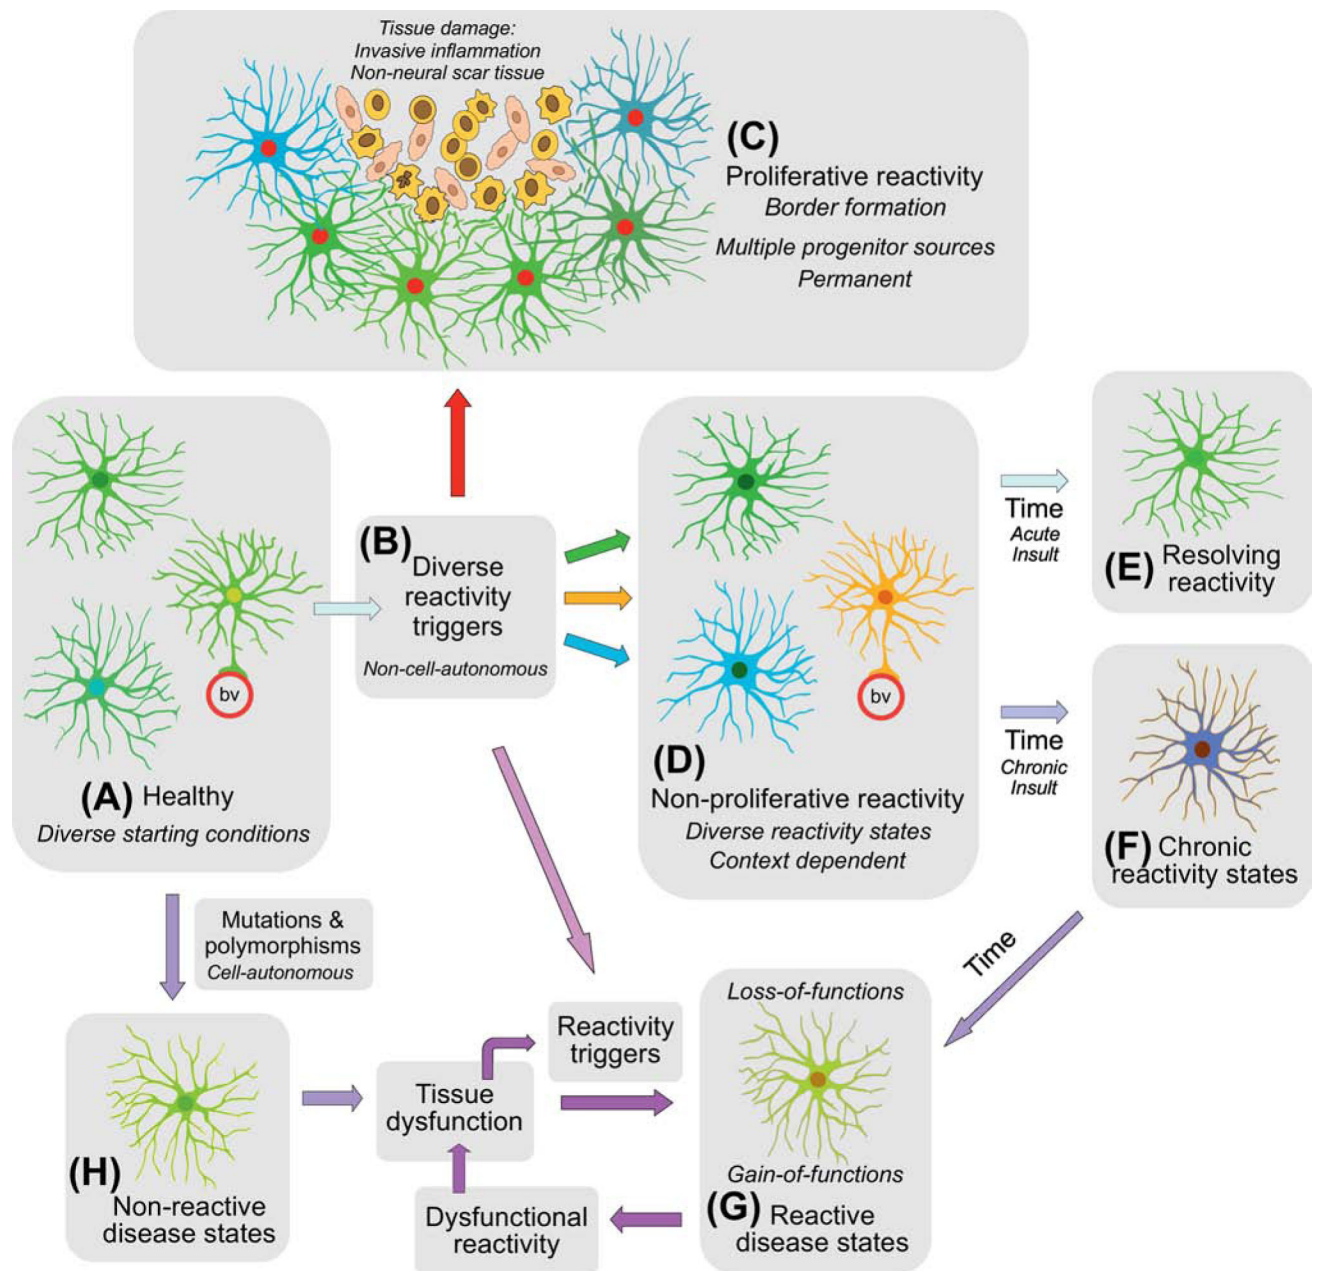 Tissue damage:
Invasive inflammation
Non-neural scar tissue
(C)
Proliferative reactivity
Border formation
Multiple progenitor sources
Permanent
bv
(A) Healthy
Diverse starting conditions
(B)
Diverse
reactivity
triggers
Non-cell-autonomous
bv
(D)
Non-proliferative reactivity
Diverse reactivity states
Context dependent
Time
Acute
Insult
(E) Resolving
reactivity
Time
Chronic
Insult
(F) Chronic
reactivity states
Mutations &
polymorphisms
Cell-autonomous
Time
(H)
Non-reactive
disease states
Tissue
dysfunction
Reactivity
triggers
Dysfunctional
reactivity
Loss-of-functions
Gain-of-functions
(G) Reactive
disease states